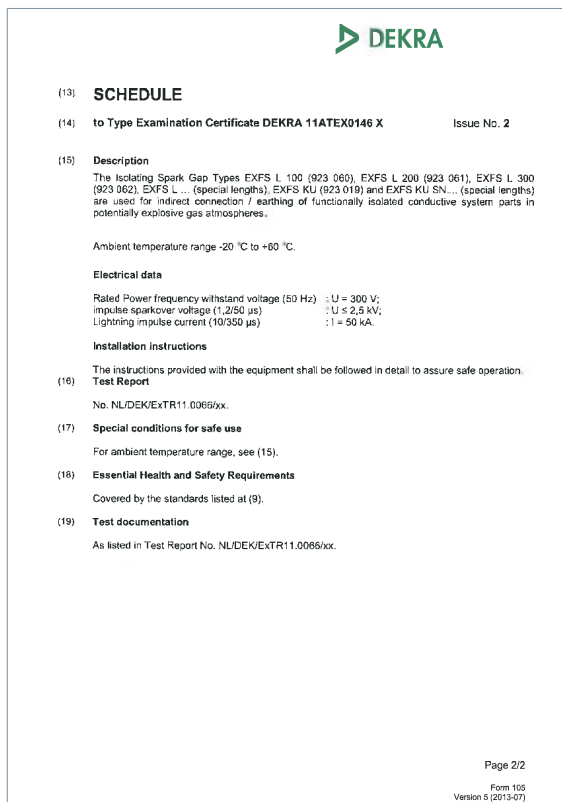 DEKRA
(13) SCHEDULE
(14) to Type Examination Certificate DEKRA 11ATEX0146 X Issue No. 2
(15) Description
The Isolating Spark Gap Types EXFS L 100 (923 060), EXFS L 200 (923 061), EXFS L 300
(923 062), EXFS L ... (special lengths), EXFS KU (923 019) and EXFS KU SN.... (special lengths)
are used for indirect connection / earthing of functionally isolated conductive system parts in
potentially explosive gas atmospheres.
Ambient temperature range -20 °C to +60 °C.
Electrical data
Rated Power frequency withstand voltage (50 Hz) : U = 300 V;
impulse sparkover voltage (1,2/50 µs) : U ≤ 2,5 kV;
Lightning impulse current (10/350 µs) : I = 50 kA.
Installation instructions
The instructions provided with the equipment shall be followed in detail to assure safe operation.
(16) Test Report
No. NL/DEK/ExTR11.0066/xx.
(17) Special conditions for safe use
For ambient temperature range, see (15).
(18) Essential Health and Safety Requirements
Covered by the standards listed at (9).
(19) Test documentation
As listed in Test Report No. NL/DEK/ExTR11.0066/xx.
Page 2/2
Form 105
Version 5 (2013-07)